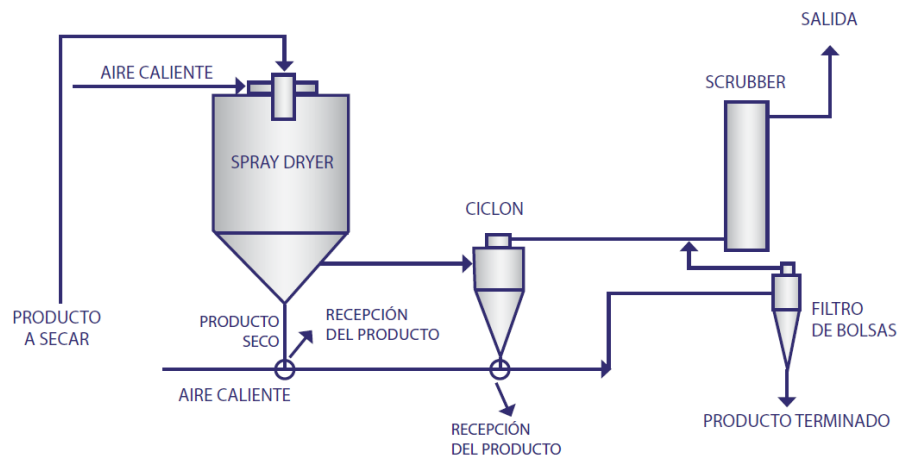 SALIDA
AIRE CALIENTE
SCRUBBER
SPRAY DRYER
CICLON
PRODUCTO
A SECAR
PRODUCTO
SECO
RECEPCIÓN
DEL PRODUCTO
FILTRO
DE BOLSAS
AIRE CALIENTE
RECEPCIÓN
DEL PRODUCTO
PRODUCTO TERMINADO